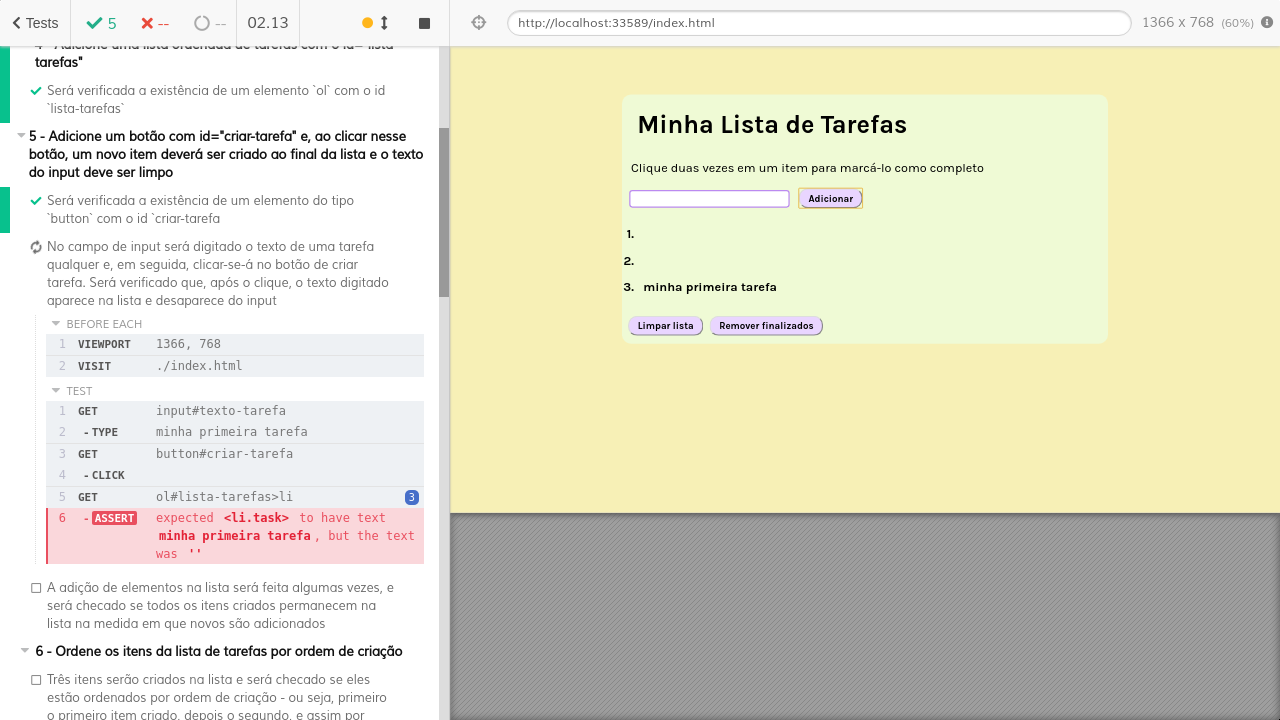 Tests
5
--
--
02.13
http://localhost:33589/index.html
1366 x 768 (60%)
4 - Adicione uma lista ordenada de tarefas com o id="lista-
tarefas"
Será verificada a existência de um elemento `ol` com o id
`lista-tarefas`
5 - Adicione um botão com id="criar-tarefa" e, ao clicar nesse
botão, um novo item deverá ser criado ao final da lista e o texto
do input deve ser limpo
Será verificada a existência de um elemento do tipo
`button` com o id `criar-tarefa
No campo de input será digitado o texto de uma tarefa
qualquer e, em seguida, clicar-se-á no botão de criar
tarefa. Será verificado que, após o clique, o texto digitado
aparece na lista e desaparece do input
BEFORE EACH
1 VIEWPORT 1366, 768
2 VISIT ./index.html
TEST
1 GET input#texto-tarefa
2 -TYPE minha primeira tarefa
3 GET button#criar-tarefa
4 -CLICK
5 GET ol#lista-tarefas>li 3
6 -ASSERT expected <li.task> to have text
minha primeira tarefa, but the text
was ''
A adição de elementos na lista será feita algumas vezes, e
será checado se todos os itens criados permanecem na
lista na medida em que novos são adicionados
6 - Ordene os itens da lista de tarefas por ordem de criação
Três itens serão criados na lista e será checado se eles
estão ordenados por ordem de criação - ou seja, primeiro
o primeiro item criado, depois o segundo, e assim por
Minha Lista de Tarefas
Clique duas vezes em um item para marcá-lo como completo
Adicionar
1.
2.
3. minha primeira tarefa
Limpar lista Remover finalizados